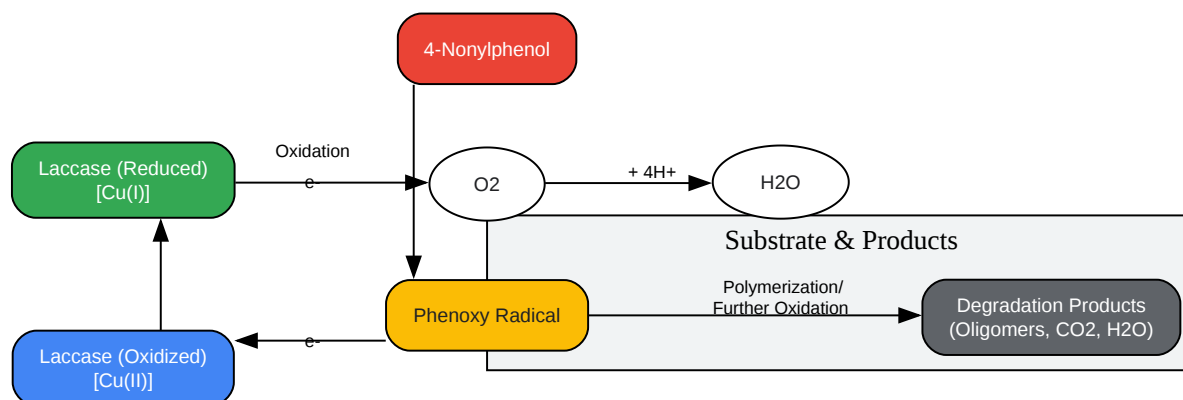 4-Nonylphenol
Laccase (Reduced)
[Cu(I)]
Oxidation
e-
O2
+ 4H+
H2O
Substrate & Products
Phenoxy Radical
Polymerization/
Further Oxidation
Degradation Products
(Oligomers, CO2, H2O)
e-
Laccase (Oxidized)
[Cu(II)]